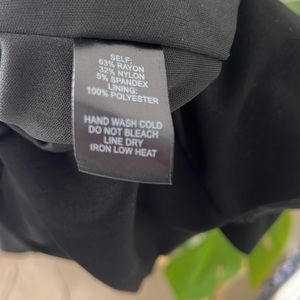 SELF:
63% RAYON
32% NYLON
5% SPANDEX
LINING:
100% POLYESTER
HAND WASH COLD
DO NOT BLEACH
LINE DRY
IRON LOW HEAT